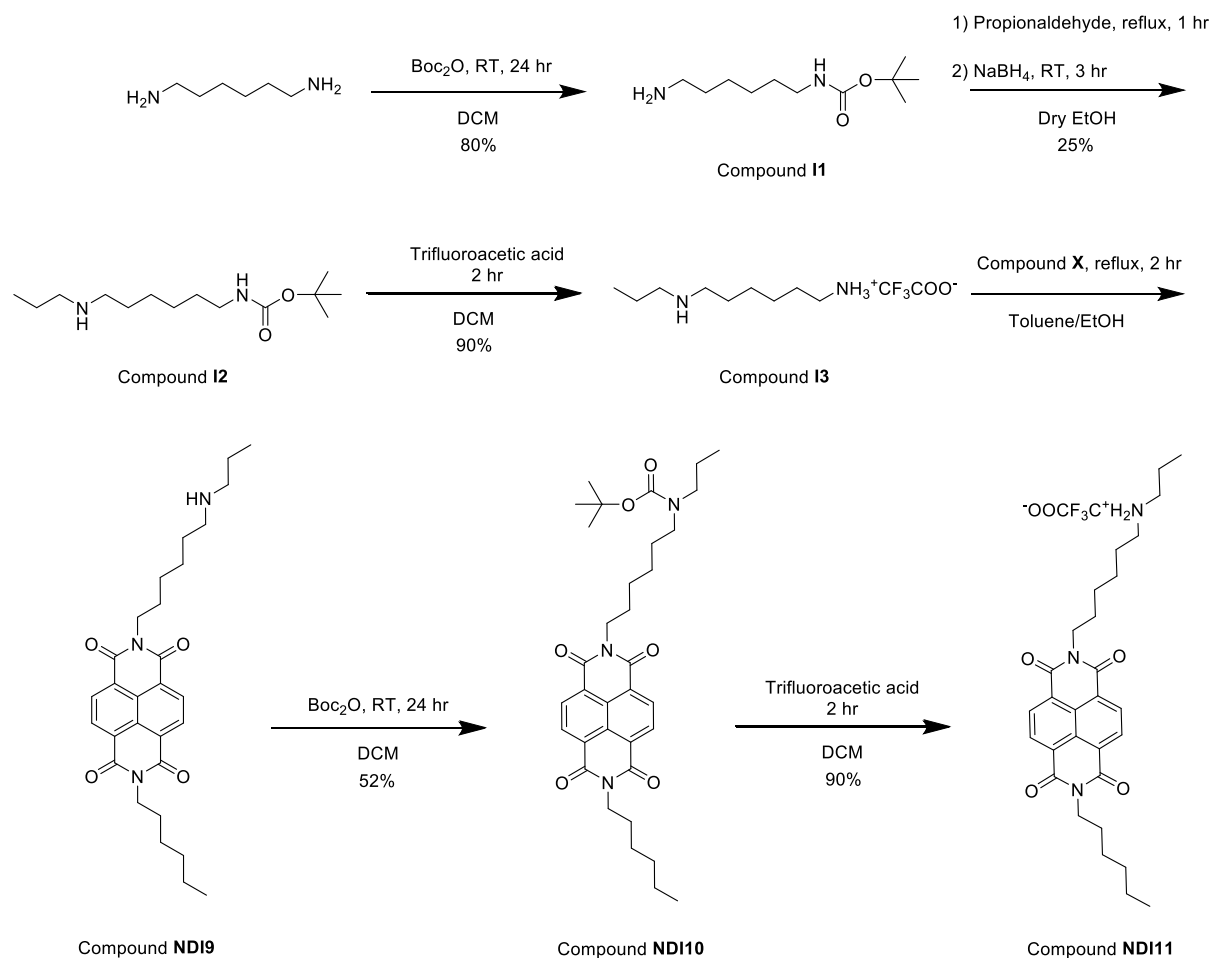 1) Propionaldehyde, reflux, 1 hr
Boc₂O, RT, 24 hr
2) NaBH₄, RT, 3 hr
H₂N
NH₂
H₂N
H
N
O
O
DCM
80%
Dry EtOH
25%
Compound I1
Trifluoroacetic acid
2 hr
Compound X, reflux, 2 hr
N
H
H
N
O
O
N
H
NH₃⁺CF₃COO⁻
DCM
90%
Toluene/EtOH
Compound I2
Compound I3
HN
O
O
N
⁻OOCF₃C⁺H₂N
O
N
O
O
N
O
O
N
O
Boc₂O, RT, 24 hr
DCM
52%
Trifluoroacetic acid
2 hr
DCM
90%
O
N
O
O
N
O
O
N
O
Compound NDI9
Compound NDI10
Compound NDI11